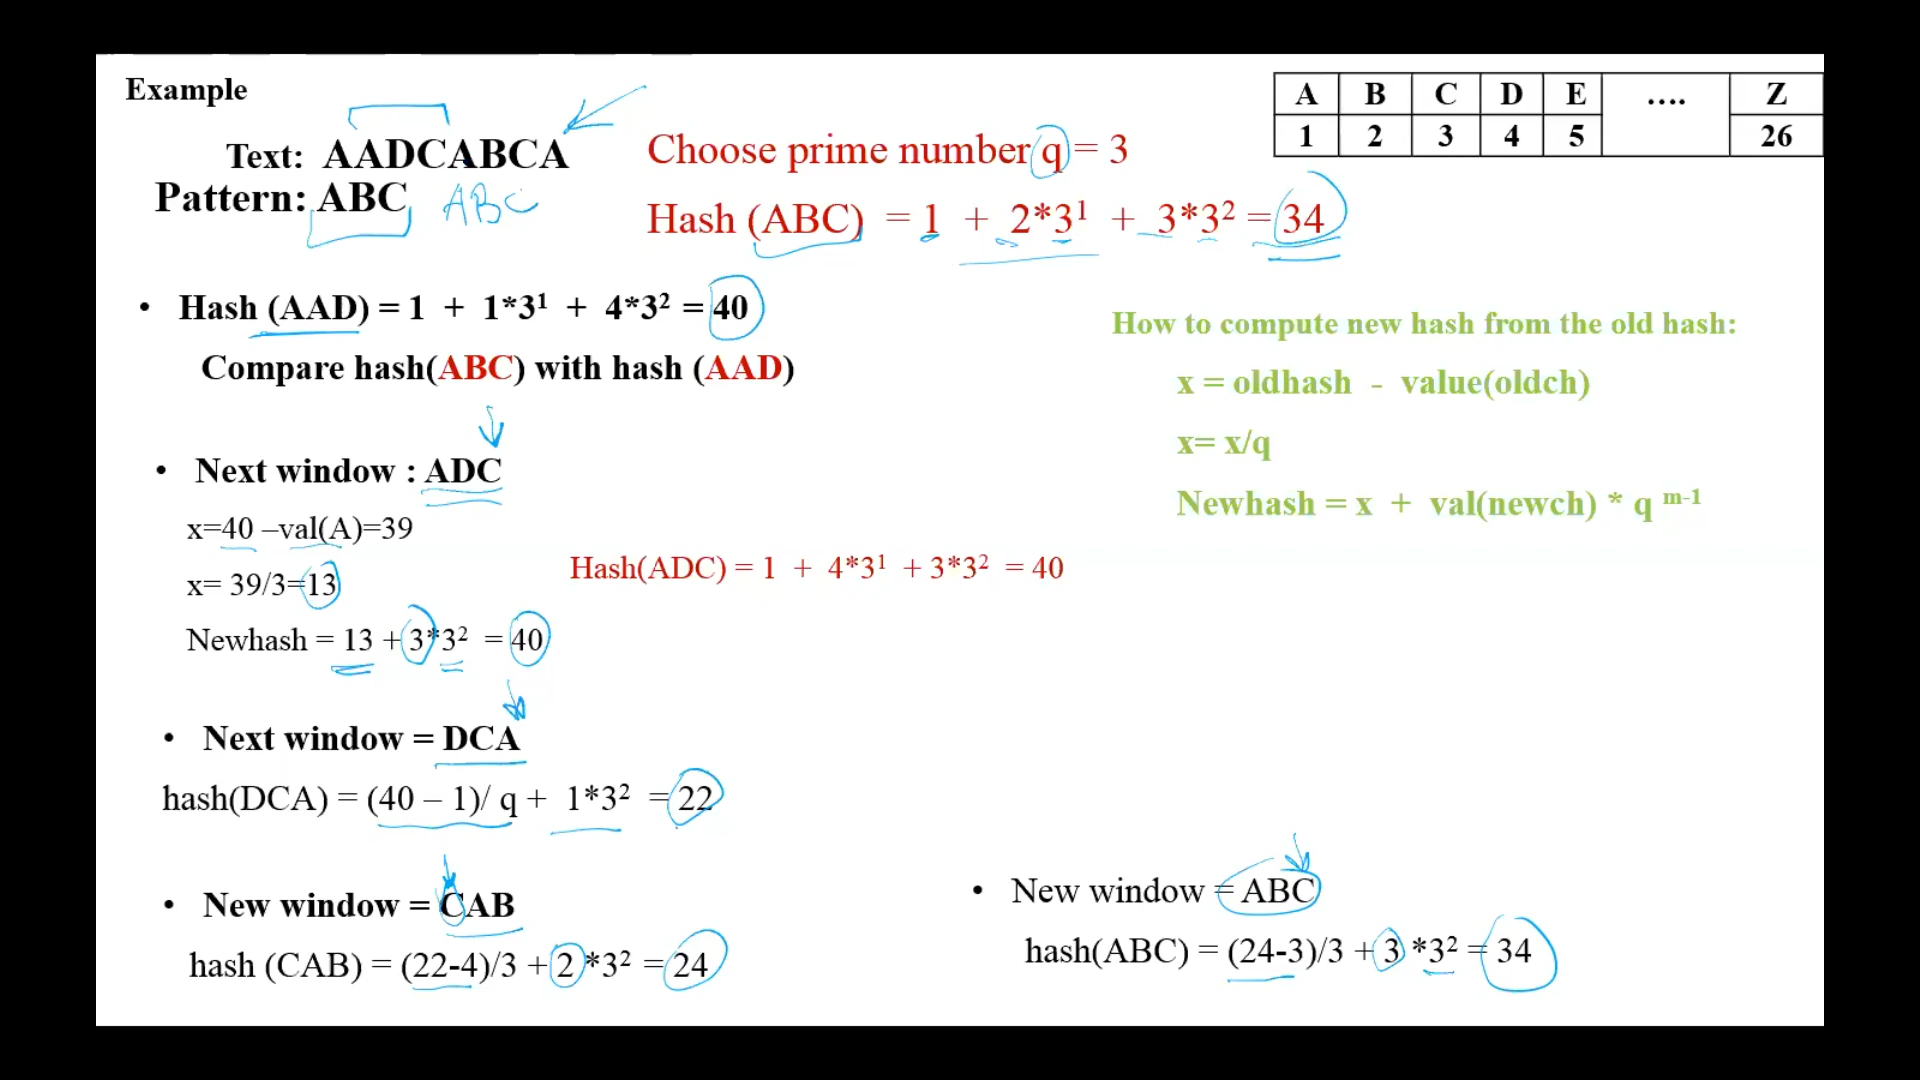 Example
A B C D E .... Z
1 2 3 4 5 26
Text: AADCABCA
Pattern: ABC ABC
Choose prime number q = 3
Hash (ABC) = 1 + 2*3¹ + 3*3² = 34
• Hash (AAD) = 1 + 1*3¹ + 4*3² = 40
Compare hash(ABC) with hash (AAD)
How to compute new hash from the old hash:
x = oldhash - value(oldch)
x= x/q
Newhash = x + val(newch) * q ᵐ⁻¹
• Next window : ADC
x=40 –val(A)=39
x= 39/3=13
Newhash = 13 + 3*3² = 40
Hash(ADC) = 1 + 4*3¹ + 3*3² = 40
• Next window = DCA
hash(DCA) = (40 – 1)/ q + 1*3² = 22
• New window = CAB
hash (CAB) = (22-4)/3 + 2 *3² = 24
• New window = ABC
hash(ABC) = (24-3)/3 + 3 *3² = 34